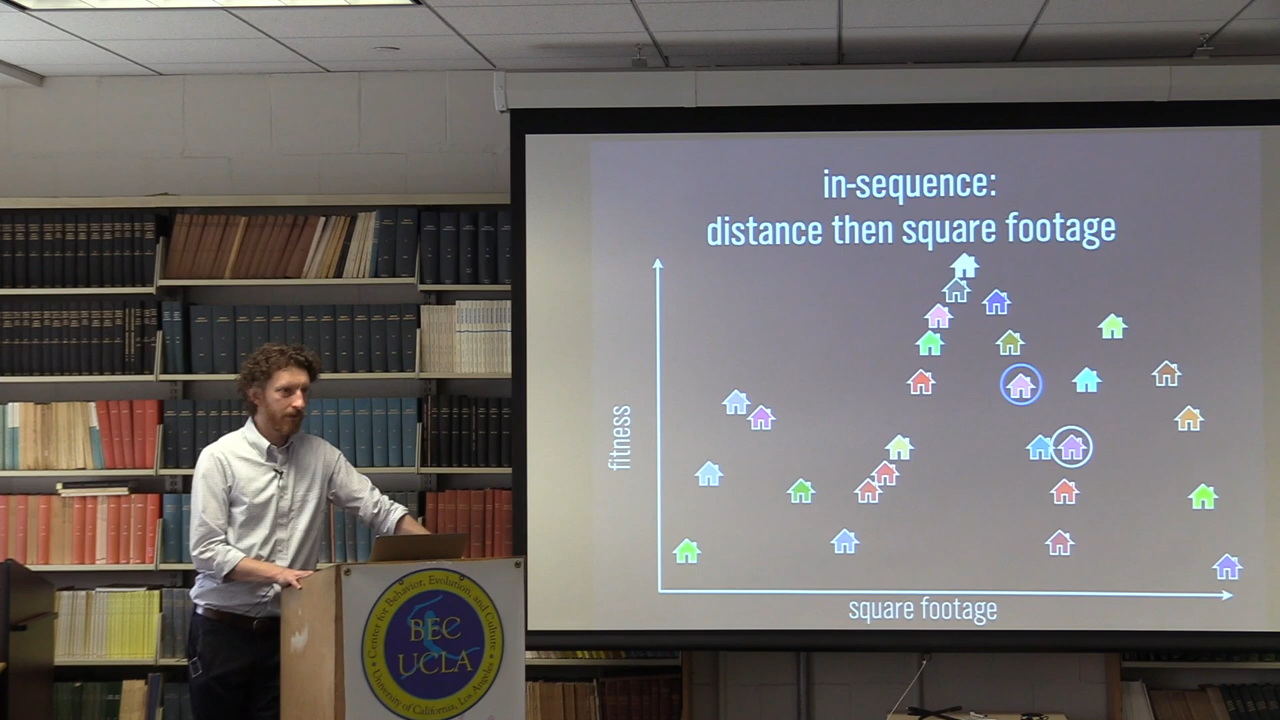 in-sequence:
distance then square footage
fitness
square footage
Center for Behavior, Evolution, and Culture
BEC
UCLA
University of California, Los Angeles